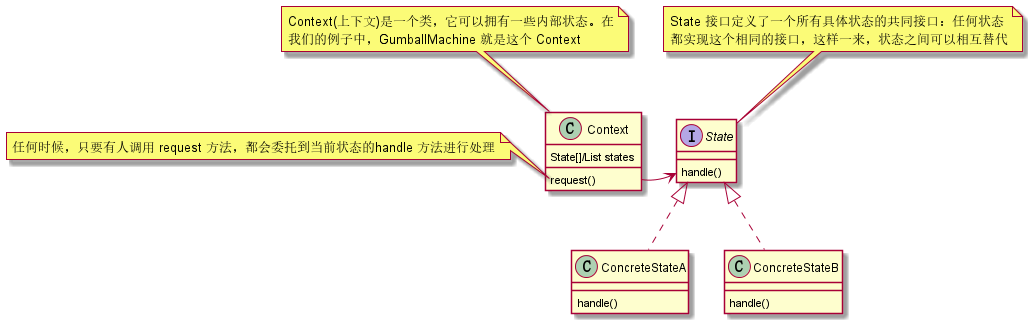 Context(上下文)是一个类，它可以拥有一些内部状态。在
我们的例子中，GumballMachine 就是这个 Context
State 接口定义了一个所有具体状态的共同接口：任何状态
都实现这个相同的接口，这样一来，状态之间可以相互替代
任何时候，只要有人调用 request 方法，都会委托到当前状态的handle 方法进行处理
C Context
State[]/List states
request()
I State
handle()
C ConcreteStateA
handle()
C ConcreteStateB
handle()